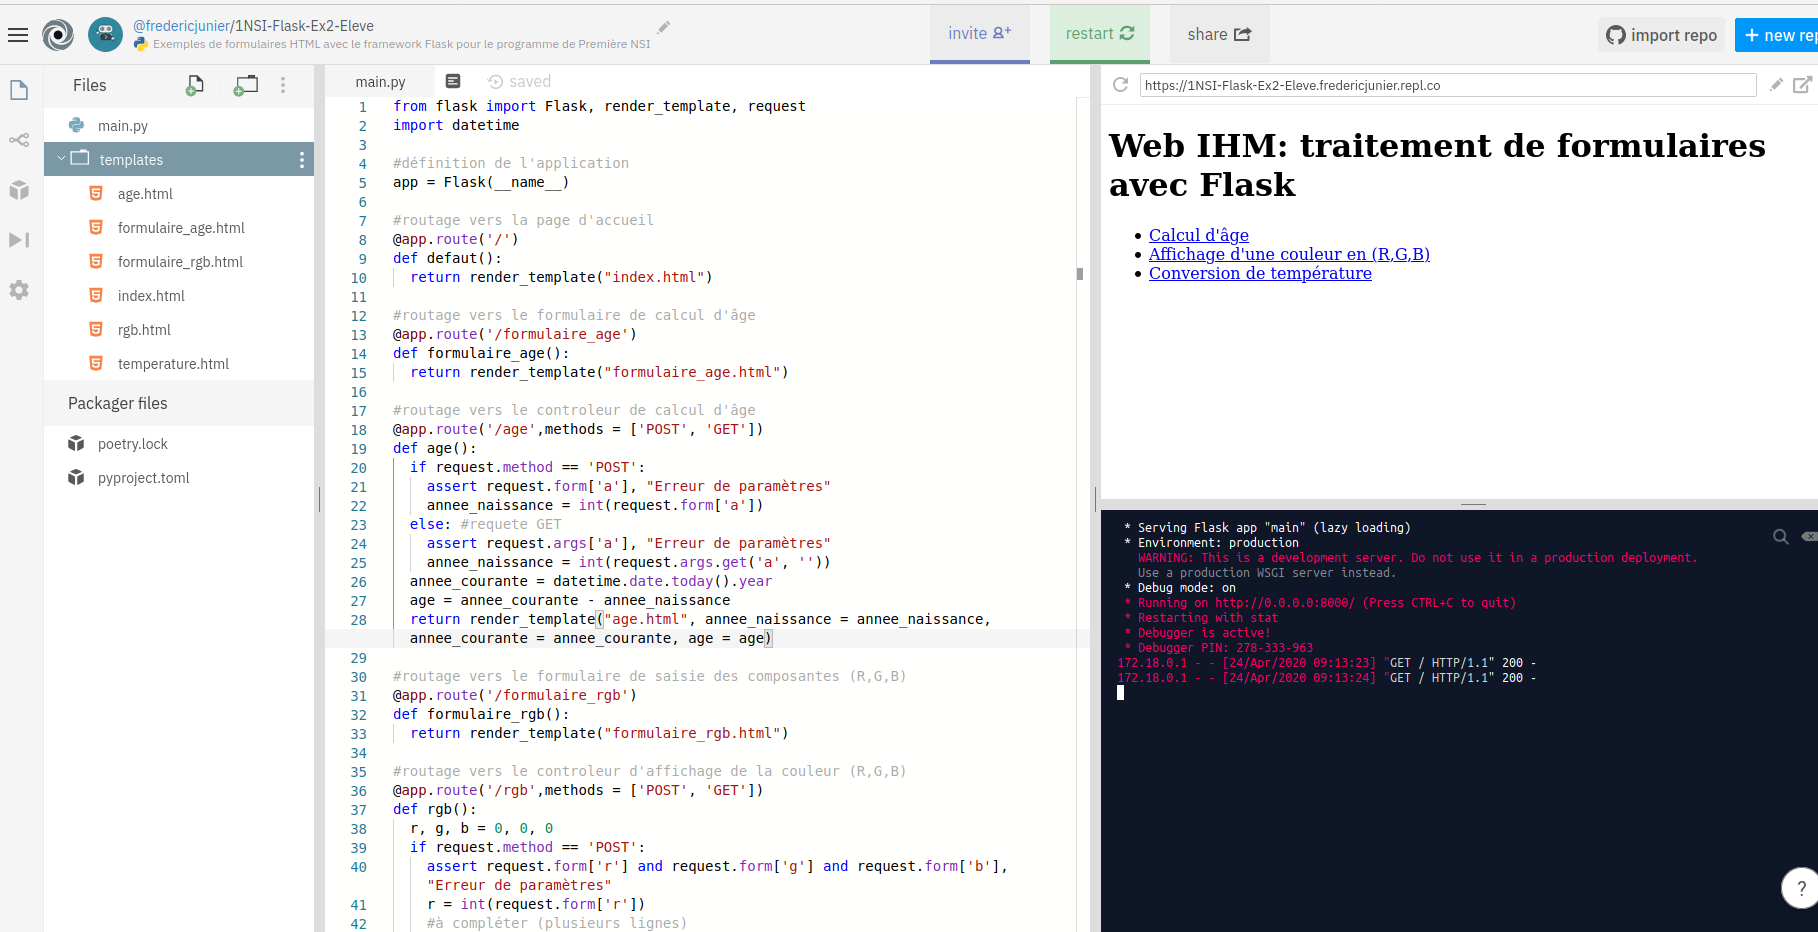 @fredericjunier/1NSI-Flask-Ex2-Eleve
Exemples de formulaires HTML avec le framework Flask pour le programme de Première NSI
invite
restart
share
import repo
+ new rep
Files
main.py
templates
age.html
formulaire_age.html
formulaire_rgb.html
index.html
rgb.html
temperature.html
Packager files
poetry.lock
pyproject.toml
main.py
saved
1 from flask import Flask, render_template, request
2 import datetime
3
4 #définition de l'application
5 app = Flask(__name__)
6
7 #routage vers la page d'accueil
8 @app.route('/')
9 def defaut():
10 return render_template("index.html")
11
12 #routage vers le formulaire de calcul d'âge
13 @app.route('/formulaire_age')
14 def formulaire_age():
15 return render_template("formulaire_age.html")
16
17 #routage vers le controleur de calcul d'âge
18 @app.route('/age',methods = ['POST', 'GET'])
19 def age():
20 if request.method == 'POST':
21 assert request.form['a'], "Erreur de paramètres"
22 annee_naissance = int(request.form['a'])
23 else: #requete GET
24 assert request.args['a'], "Erreur de paramètres"
25 annee_naissance = int(request.args.get('a', ''))
26 annee_courante = datetime.date.today().year
27 age = annee_courante - annee_naissance
28 return render_template("age.html", annee_naissance = annee_naissance,
annee_courante = annee_courante, age = age)
29
30 #routage vers le formulaire de saisie des composantes (R,G,B)
31 @app.route('/formulaire_rgb')
32 def formulaire_rgb():
33 return render_template("formulaire_rgb.html")
34
35 #routage vers le controleur d'affichage de la couleur (R,G,B)
36 @app.route('/rgb',methods = ['POST', 'GET'])
37 def rgb():
38 r, g, b = 0, 0, 0
39 if request.method == 'POST':
40 assert request.form['r'] and request.form['g'] and request.form['b'],
"Erreur de paramètres"
41 r = int(request.form['r'])
42 #à compléter (plusieurs lignes)
https://1NSI-Flask-Ex2-Eleve.fredericjunier.repl.co
Web IHM: traitement de formulaires
avec Flask
• Calcul d'âge
• Affichage d'une couleur en (R,G,B)
• Conversion de température
* Serving Flask app "main" (lazy loading)
* Environment: production
WARNING: This is a development server. Do not use it in a production deployment.
Use a production WSGI server instead.
* Debug mode: on
* Running on http://0.0.0.0:8000/ (Press CTRL+C to quit)
* Restarting with stat
* Debugger is active!
* Debugger PIN: 278-333-963
172.18.0.1 - - [24/Apr/2020 09:13:23] "GET / HTTP/1.1" 200 -
172.18.0.1 - - [24/Apr/2020 09:13:24] "GET / HTTP/1.1" 200 -
?